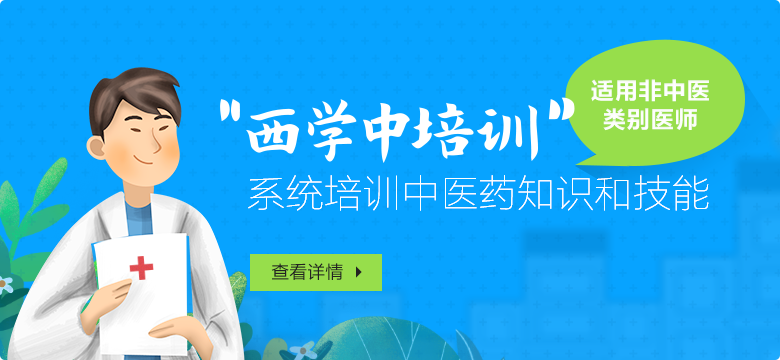 适用非中医
类别医师
"西学中培训"
系统培训中医药知识和技能
查看详情